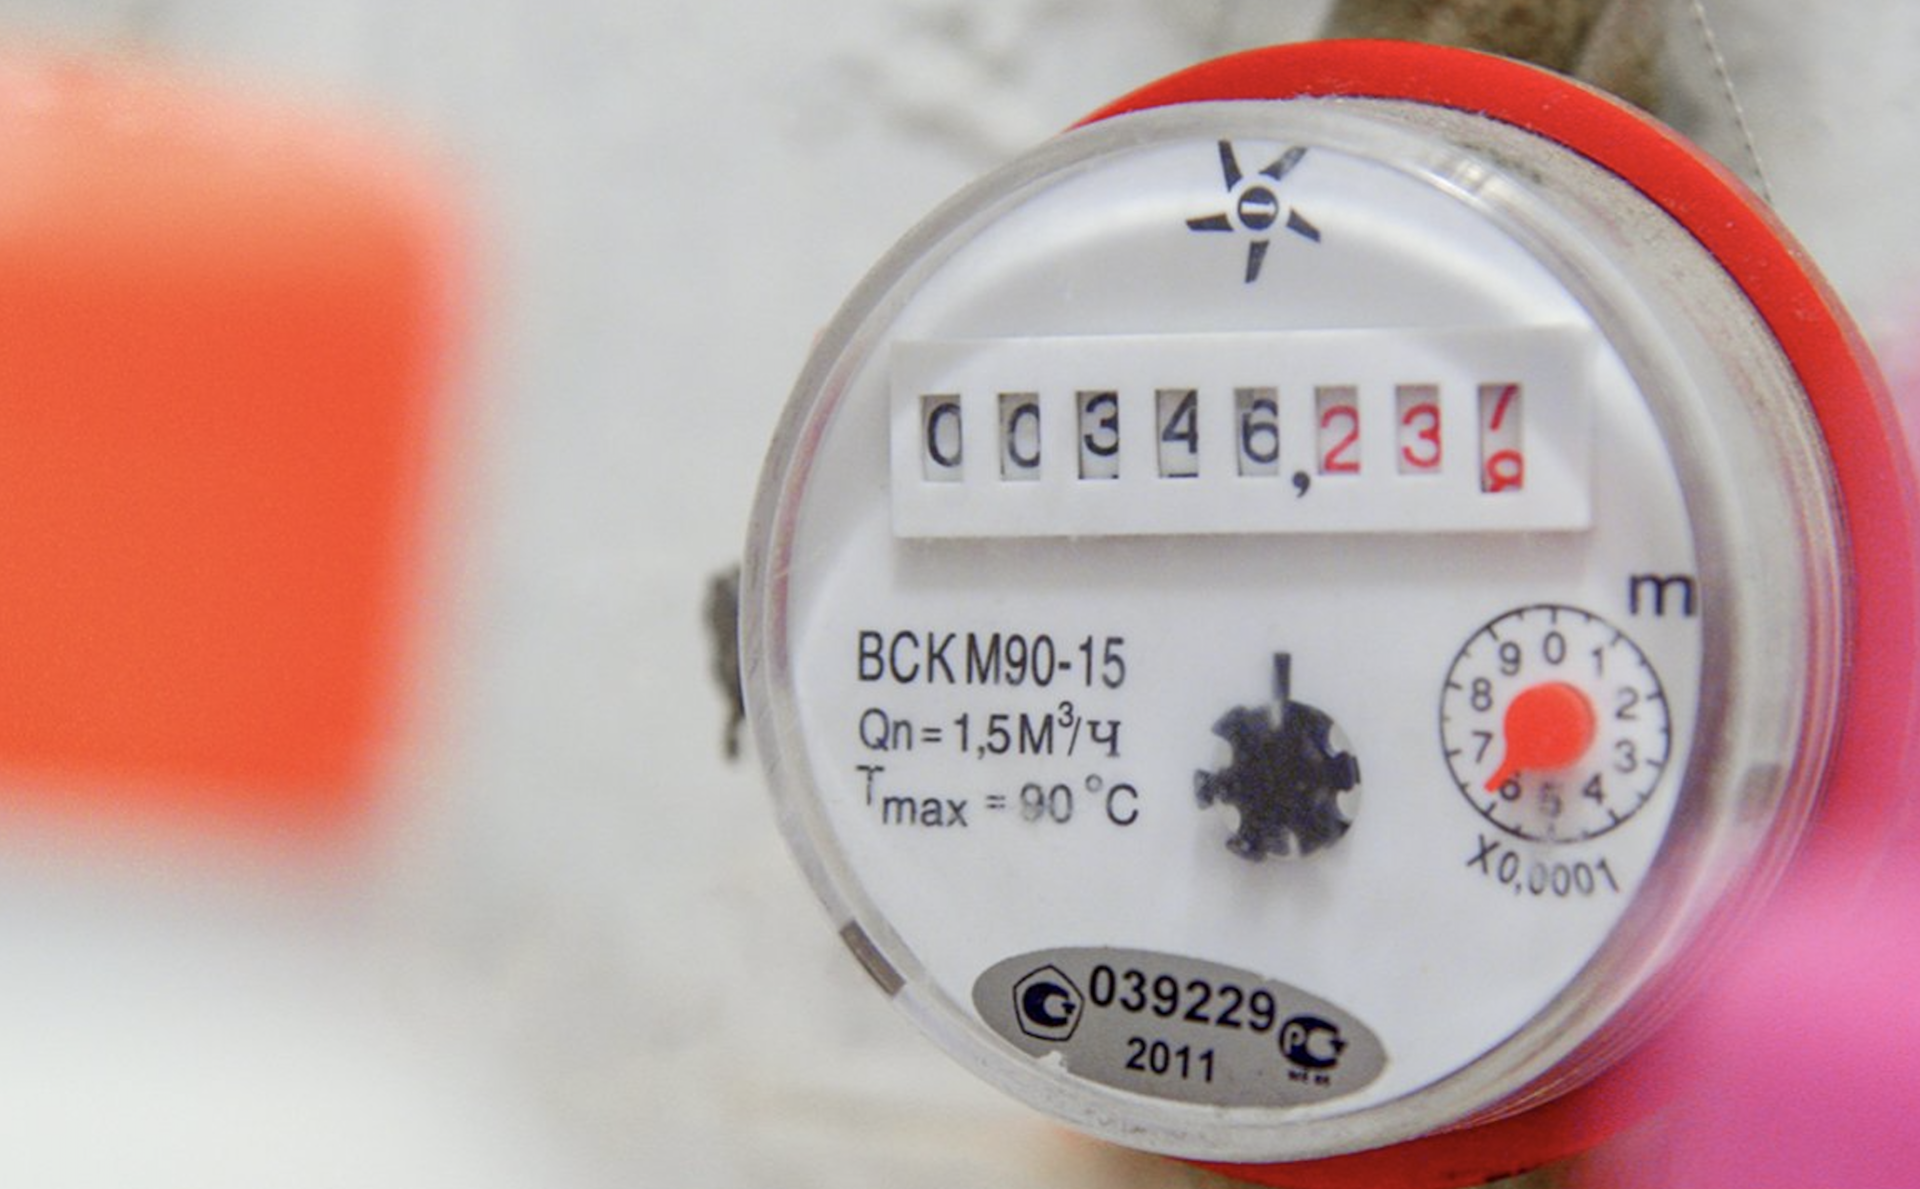 00346,237
m
ВСКМ90-15
9 0 1
8 2
7 3
6 5 4
Qn=1,5М³/ч
Tmax = 90 °C
X0,0001
039229
2011